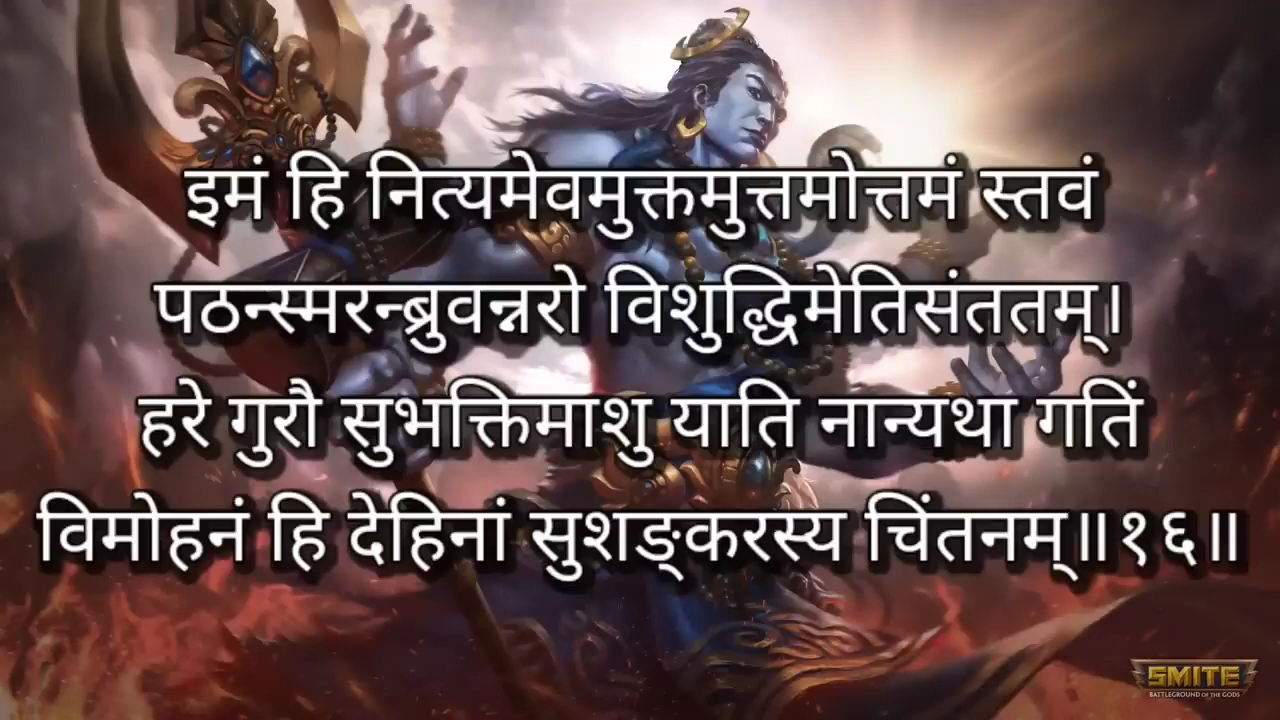 इमं हि नित्यमेवमुक्तमुत्तमोत्तमं स्तवं
पठन्स्मरन्ब्रुवन्नरो विशुद्धिमेतिसंततम्।
हरे गुरौ सुभक्तिमाशु याति नान्यथा गतिं
विमोहनं हि देहिनां सुशङ्करस्य चिंतनम्॥१६॥
SMITE
BATTLEGROUND OF THE GODS